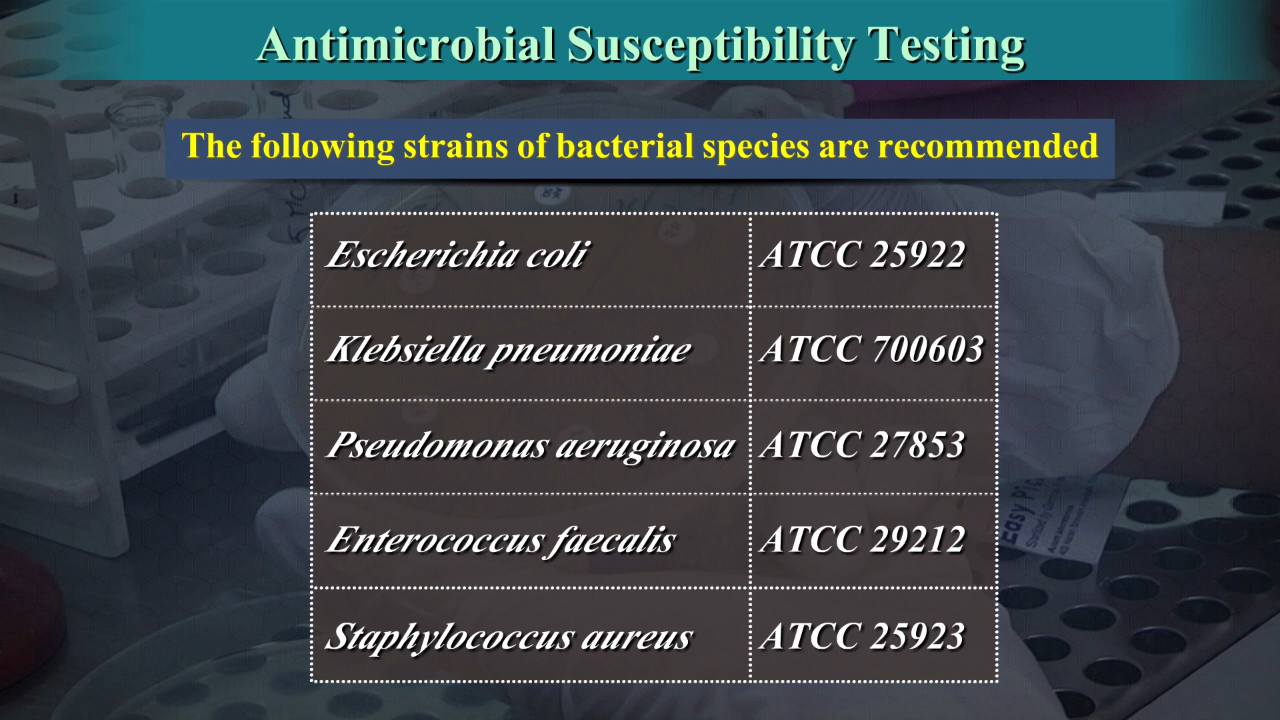 Antimicrobial Susceptibility Testing
The following strains of bacterial species are recommended
Escherichia coli ATCC 25922
Klebsiella pneumoniae ATCC 700603
Pseudomonas aeruginosa ATCC 27853
Enterococcus faecalis ATCC 29212
Staphylococcus aureus ATCC 25923